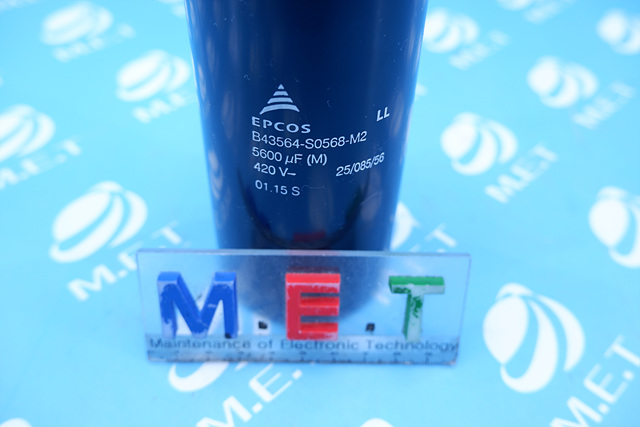 LL
EPCOS
B43564-S0568-M2
5600 µF (M)
420 V– 25/085/56
01.15 S
M.E.T
Maintenance of Electronic Technology
M.E.T
M.E.T
M.E.T
M.E.T
M.E.T
M.E.T
M.E.T